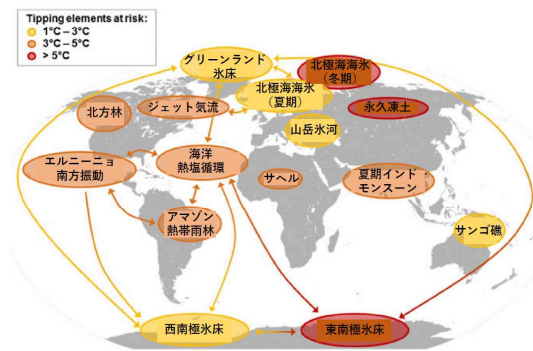 Tipping elements at risk:
1°C – 3°C
3°C – 5°C
> 5°C
グリーンランド
氷床
北極海海氷
(冬期)
北極海海氷
(夏期)
北方林
ジェット気流
永久凍土
山岳氷河
エルニーニョ
南方振動
海洋
熱塩循環
サヘル
夏期インド
モンスーン
アマゾン
熱帯雨林
サンゴ礁
西南極氷床
東南極氷床